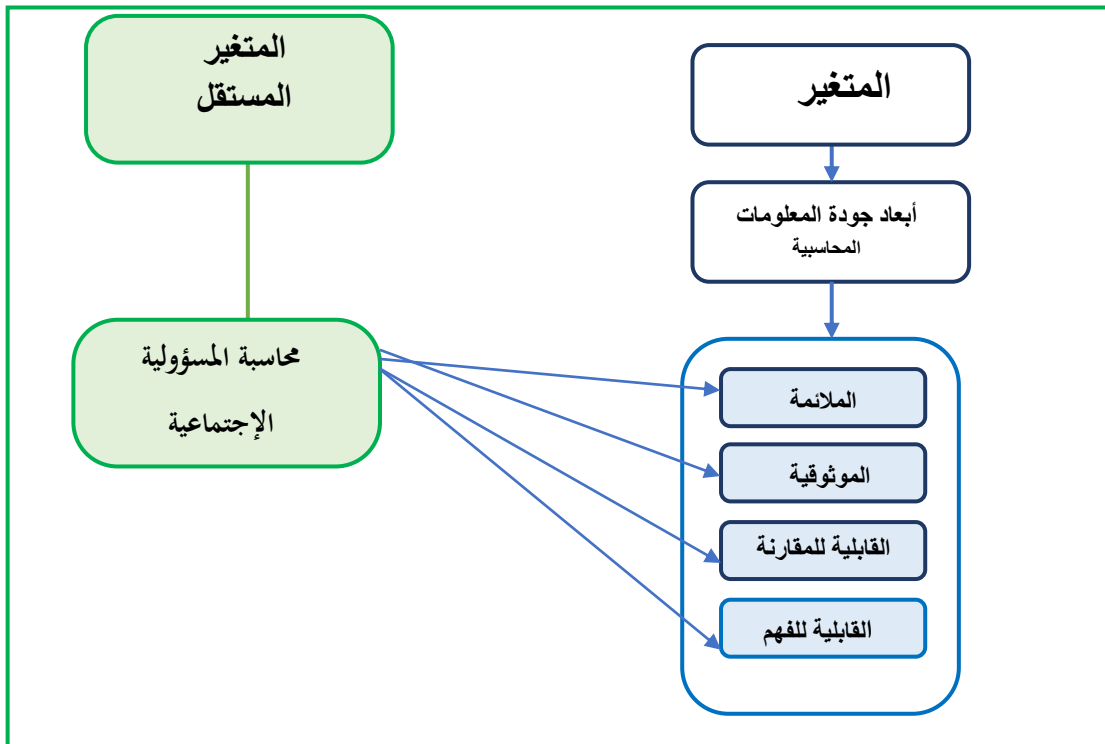 المتغير
المستقل
محاسبة المسؤولية
الإجتماعية
المتغير
أبعاد جودة المعلومات
المحاسبية
الملائمة
الموثوقية
القابلية للمقارنة
القابلية للفهم